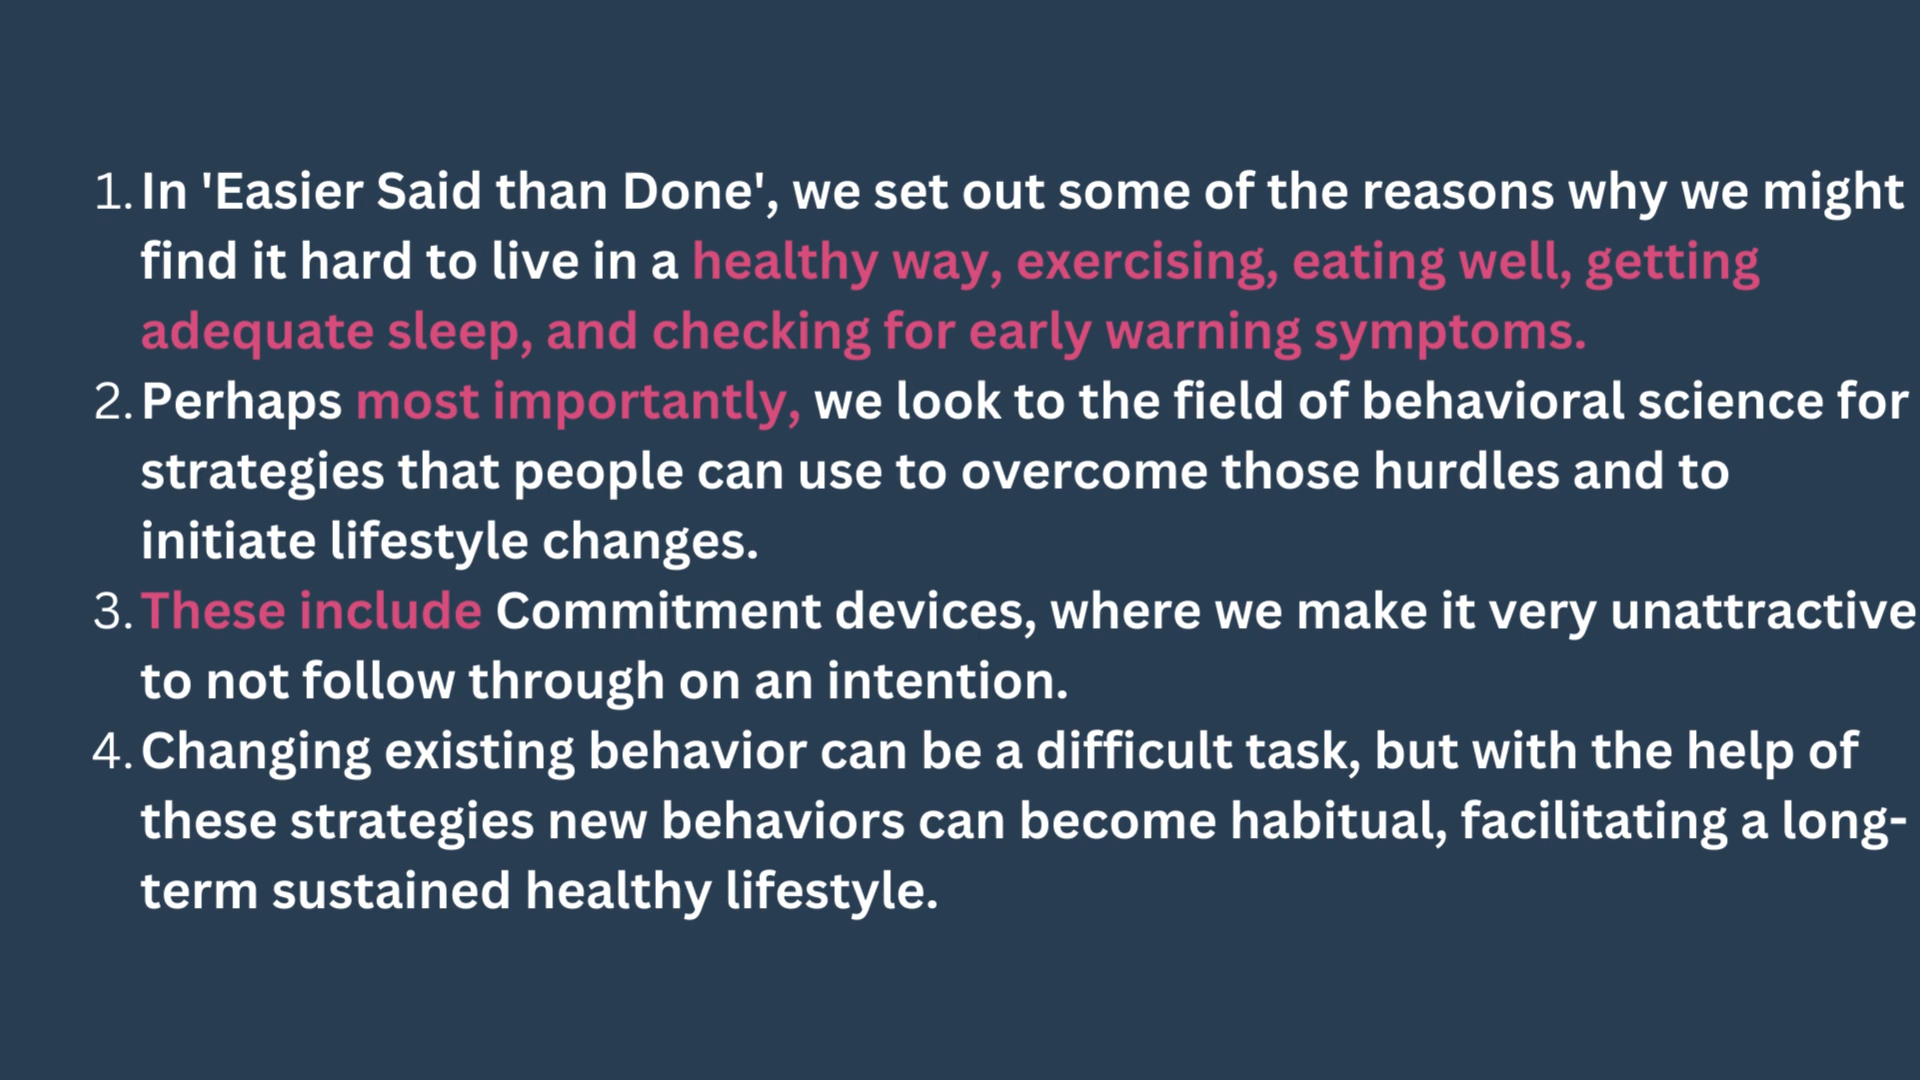 1. In 'Easier Said than Done', we set out some of the reasons why we might
find it hard to live in a healthy way, exercising, eating well, getting
adequate sleep, and checking for early warning symptoms.
2. Perhaps most importantly, we look to the field of behavioral science for
strategies that people can use to overcome those hurdles and to
initiate lifestyle changes.
3. These include Commitment devices, where we make it very unattractive
to not follow through on an intention.
4. Changing existing behavior can be a difficult task, but with the help of
these strategies new behaviors can become habitual, facilitating a long-
term sustained healthy lifestyle.